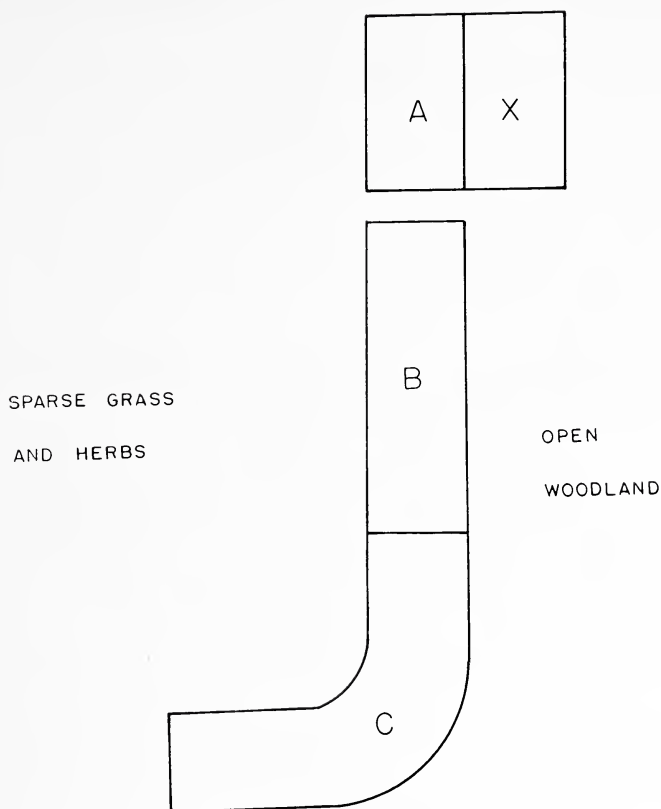 A X
B
SPARSE GRASS
AND HERBS
OPEN
WOODLAND
C